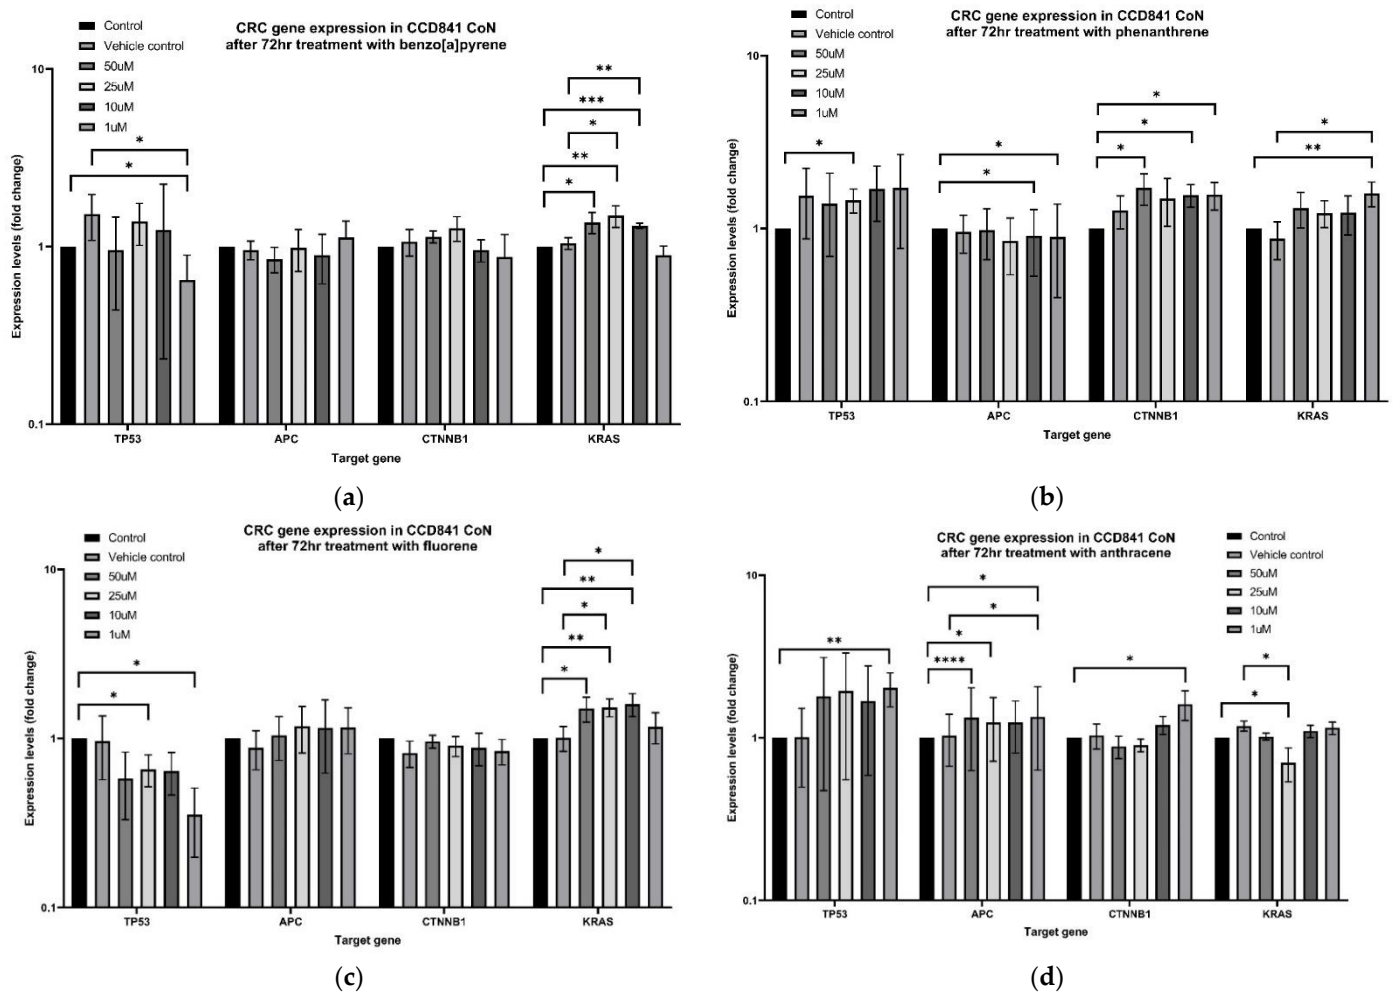 Control
Vehicle control
50uM
25uM
10uM
1uM
CRC gene expression in CCD841 CoN
after 72hr treatment with benzo[a]pyrene
10
1
0.1
Expression levels (fold change)
*
*
*
**
*
***
**
TP53
APC
CTNNB1
KRAS
Target gene
(a)
Control
Vehicle control
50uM
25uM
10uM
1uM
CRC gene expression in CCD841 CoN
after 72hr treatment with phenanthrene
10
1
0.1
Expression levels (fold change)
*
*
*
*
*
*
**
*
TP53
APC
CTNNB1
KRAS
Target gene
(b)
Control
Vehicle control
50uM
25uM
10uM
1uM
CRC gene expression in CCD841 CoN
after 72hr treatment with fluorene
10
1
0.1
Expression levels (fold change)
*
*
*
**
*
**
*
TP53
APC
CTNNB1
KRAS
Target gene
(c)
CRC gene expression in CCD841 CoN
after 72hr treatment with anthracene
Control
Vehicle control
50uM
25uM
10uM
1uM
10
1
0.1
Expression levels (fold change)
**
****
*
*
*
*
*
*
TP53
APC
CTNNB1
KRAS
Target gene
(d)